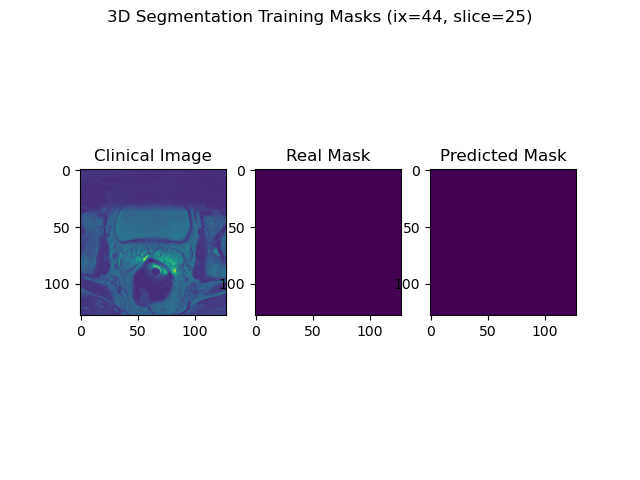 3D Segmentation Training Masks (ix=44, slice=25)
Clinical Image Real Mask Predicted Mask
0 0 0
50 50 50
100 100 100
0 50 100 0 50 100 0 50 100